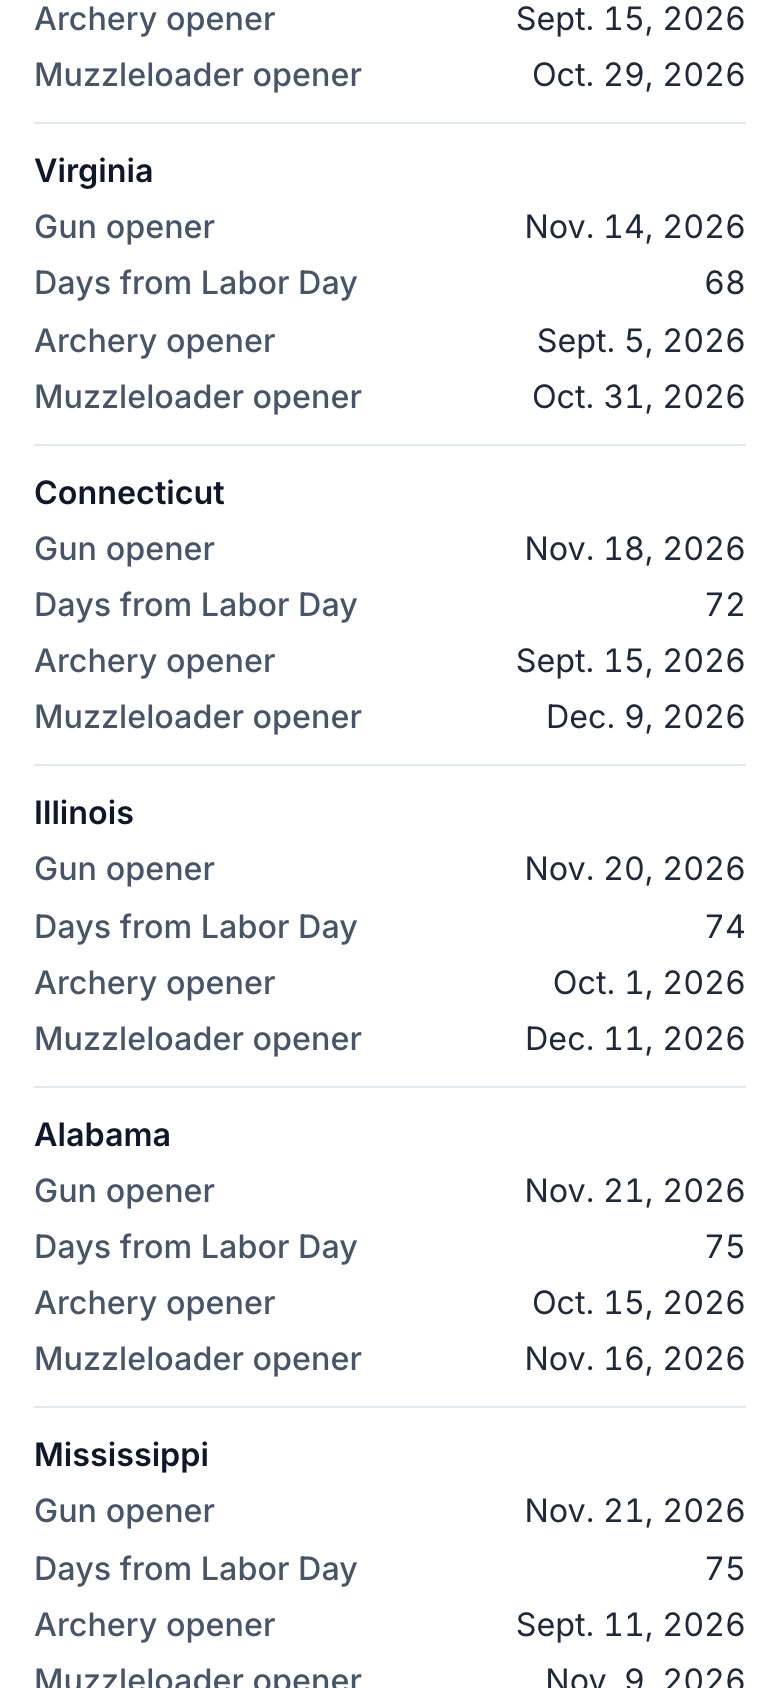 Archery opener Sept. 15, 2026
Muzzleloader opener Oct. 29, 2026
Virginia
Gun opener Nov. 14, 2026
Days from Labor Day 68
Archery opener Sept. 5, 2026
Muzzleloader opener Oct. 31, 2026
Connecticut
Gun opener Nov. 18, 2026
Days from Labor Day 72
Archery opener Sept. 15, 2026
Muzzleloader opener Dec. 9, 2026
Illinois
Gun opener Nov. 20, 2026
Days from Labor Day 74
Archery opener Oct. 1, 2026
Muzzleloader opener Dec. 11, 2026
Alabama
Gun opener Nov. 21, 2026
Days from Labor Day 75
Archery opener Oct. 15, 2026
Muzzleloader opener Nov. 16, 2026
Mississippi
Gun opener Nov. 21, 2026
Days from Labor Day 75
Archery opener Sept. 11, 2026
Muzzleloader opener Nov. 9, 2026